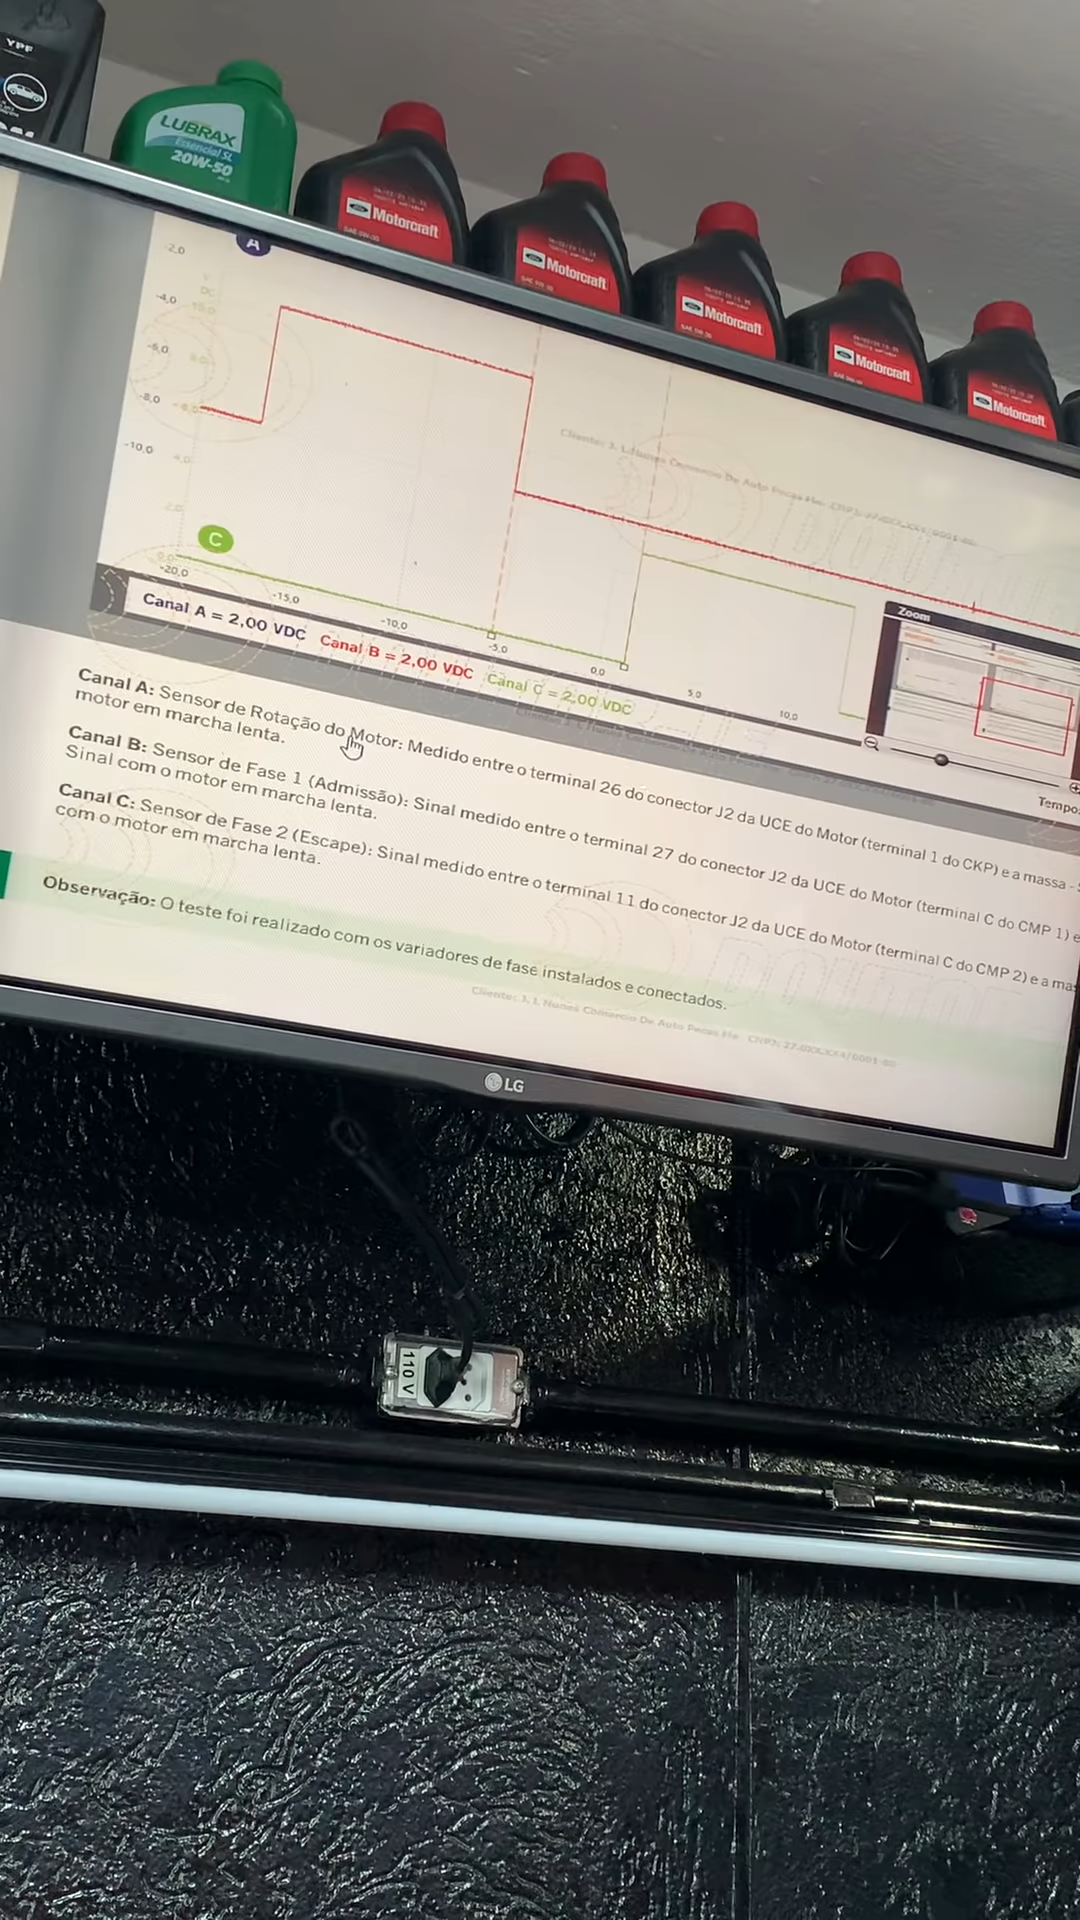 YPF
LUBRAX
Essencial SL
20W-50
Motorcraft
Motorcraft
Motorcraft
Motorcraft
Motorcraft
A
-2,0
-4,0
-6,0
-8,0
-10,0
C
-20,0
-15,0
-10,0
-5,0
0,0
5,0
10,0
Zoom
Canal A = 2,00 VDC Canal B = 2,00 VDC Canal C = 2,00 VDC
Tempo:
Canal A: Sensor de Rotação do Motor: Medido entre o terminal 26 do conector J2 da UCE do Motor (terminal 1 do CKP) e a massa -
motor em marcha lenta.
Canal B: Sensor de Fase 1 (Admissão): Sinal medido entre o terminal 27 do conector J2 da UCE do Motor (terminal C do CMP 1) e
Sinal com o motor em marcha lenta.
Canal C: Sensor de Fase 2 (Escape): Sinal medido entre o terminal 11 do conector J2 da UCE do Motor (terminal C do CMP 2) e a ma
com o motor em marcha lenta.
Observação: O teste foi realizado com os variadores de fase instalados e conectados.
LG
110 V